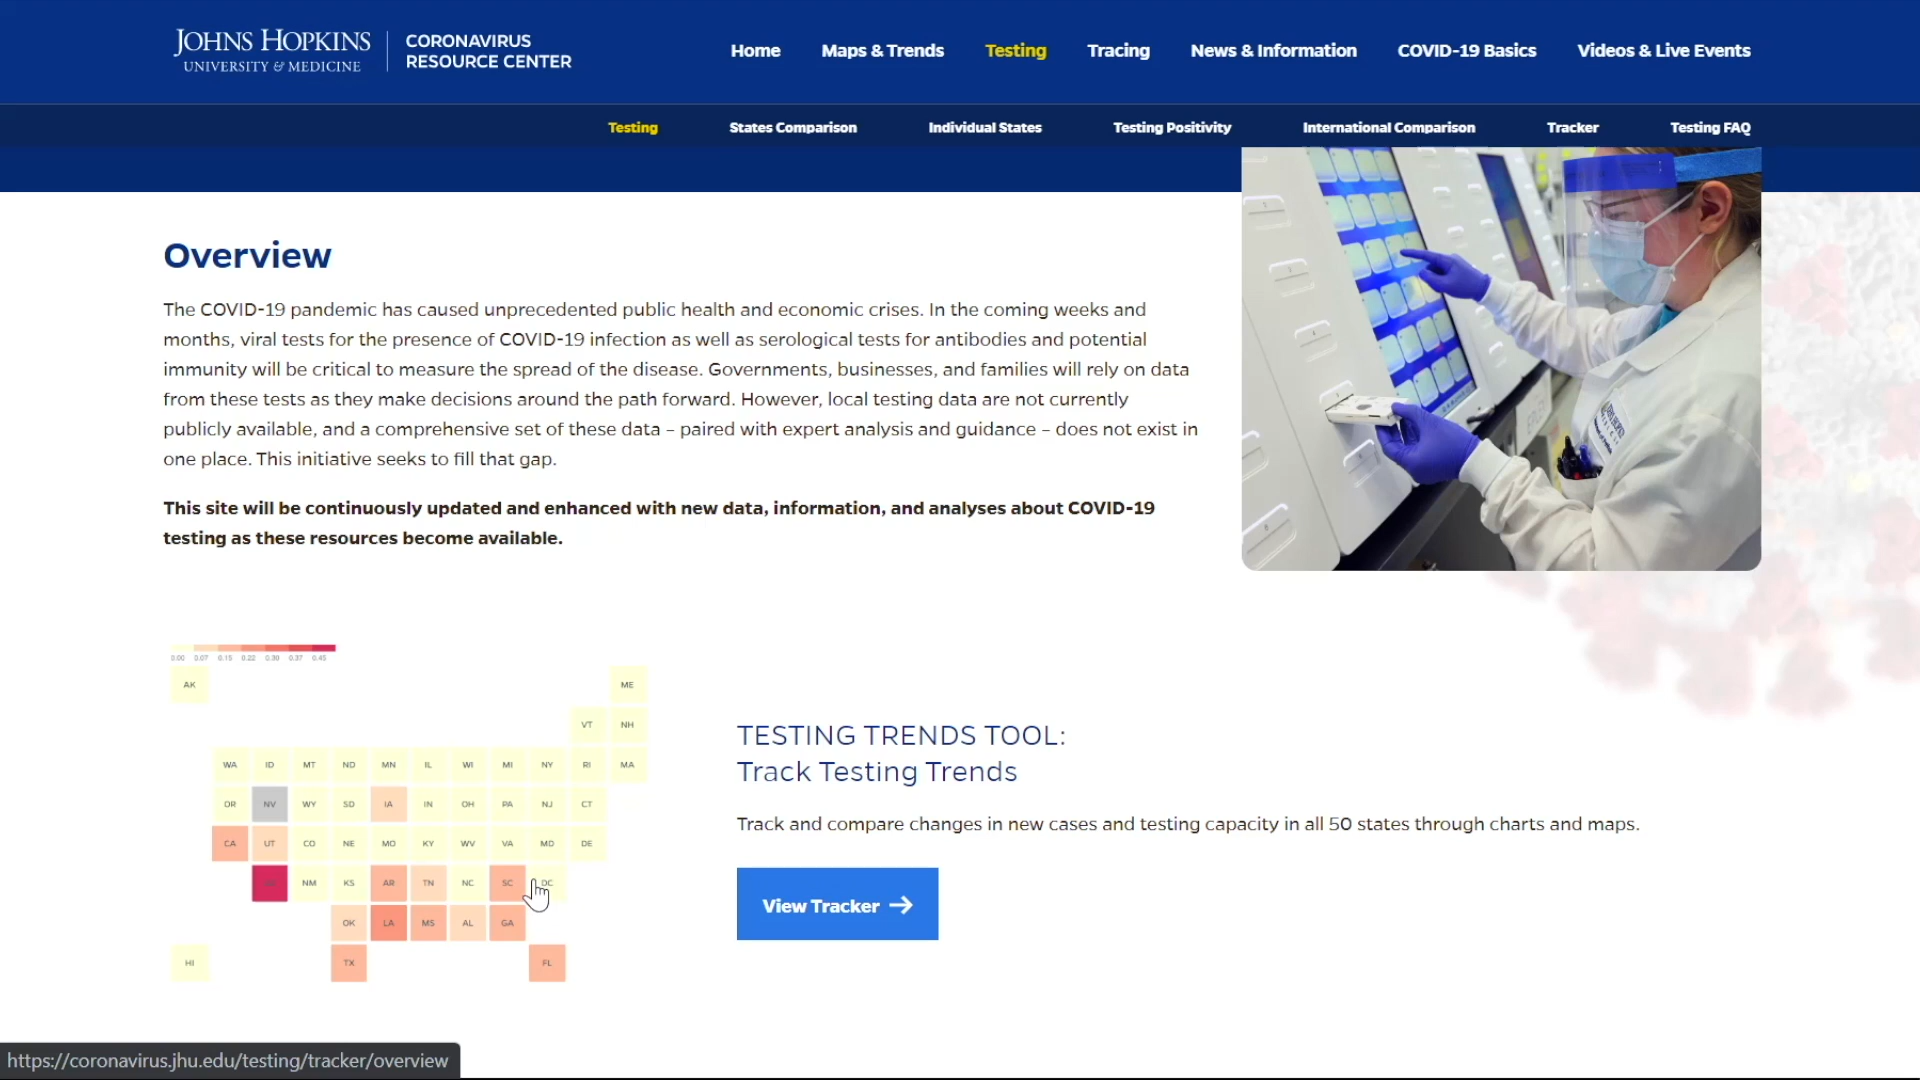 JOHNS HOPKINS
UNIVERSITY & MEDICINE
CORONAVIRUS
RESOURCE CENTER
Home Maps & Trends Testing Tracing News & Information COVID-19 Basics Videos & Live Events
Testing States Comparison Individual States Testing Positivity International Comparison Tracker Testing FAQ
Overview
The COVID-19 pandemic has caused unprecedented public health and economic crises. In the coming weeks and
months, viral tests for the presence of COVID-19 infection as well as serological tests for antibodies and potential
immunity will be critical to measure the spread of the disease. Governments, businesses, and families will rely on data
from these tests as they make decisions around the path forward. However, local testing data are not currently
publicly available, and a comprehensive set of these data – paired with expert analysis and guidance – does not exist in
one place. This initiative seeks to fill that gap.
This site will be continuously updated and enhanced with new data, information, and analyses about COVID-19
testing as these resources become available.
0.00 0.07 0.15 0.22 0.30 0.37 0.45
AK ME
VT NH
WA ID MT ND MN IL WI MI NY RI MA
OR NV WY SD IA IN OH PA NJ CT
CA UT CO NE MO KY WV VA MD DE
NM KS AR TN NC SC DC
OK LA MS AL GA
HI TX FL
TESTING TRENDS TOOL:
Track Testing Trends
Track and compare changes in new cases and testing capacity in all 50 states through charts and maps.
View Tracker →
https://coronavirus.jhu.edu/testing/tracker/overview